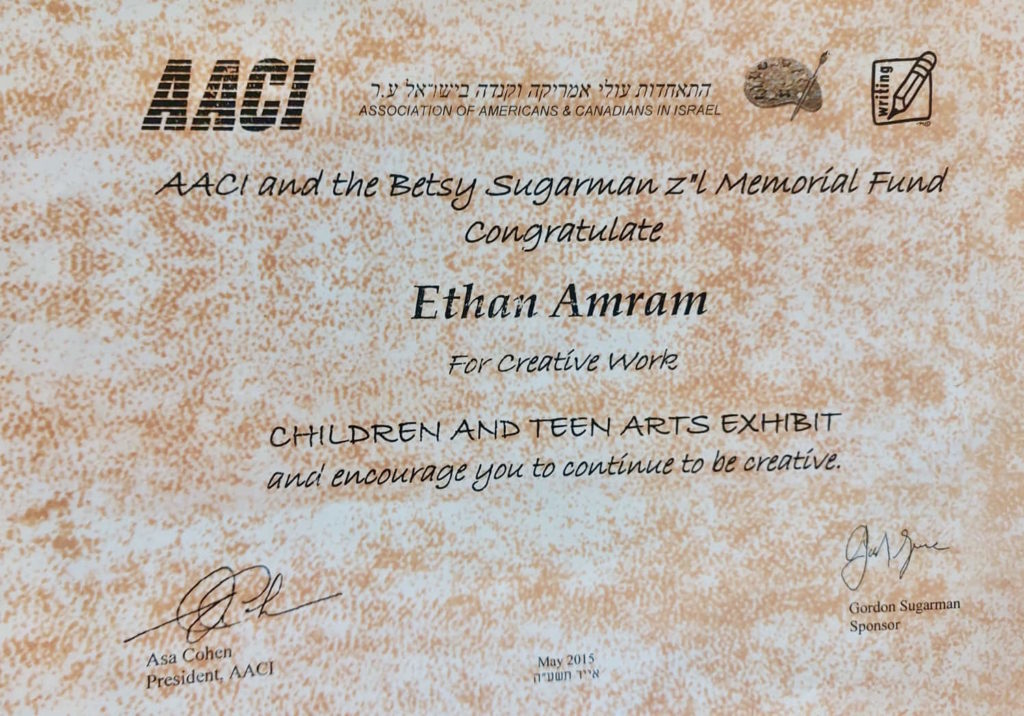 AACI
התאחדות עולי אמריקה וקנדה בישראל ע.ר
ASSOCIATION OF AMERICANS & CANADIANS IN ISRAEL
writing
AACI and the Betsy Sugarman z"l Memorial Fund
Congratulate
Ethan Amram
For Creative Work
CHILDREN AND TEEN ARTS EXHIBIT
and encourage you to continue to be creative.
Asa Cohen
President, AACI
Gordon Sugarman
Sponsor
May 2015
אייר תשע"ה